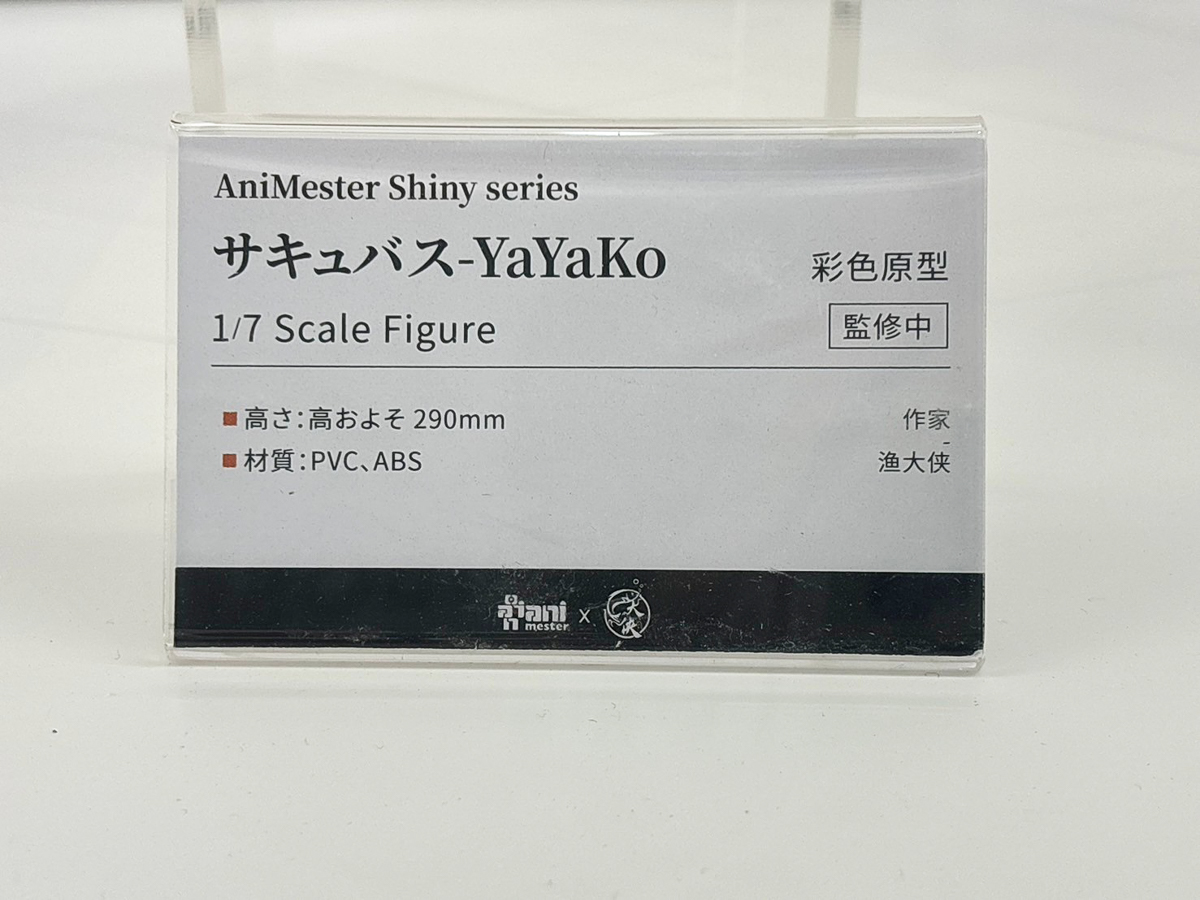 AniMester Shiny series
サキュバス-YaYaKo
彩色原型
1/7 Scale Figure
監修中
■高さ:高およそ 290mm
■材質:PVC、ABS
作家
-
渔大侠
ani mester x